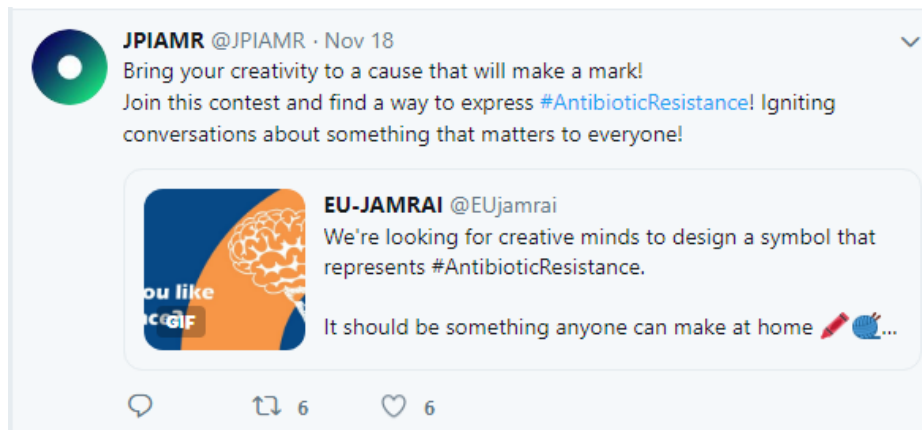 JPIAMR @JPIAMR · Nov 18
Bring your creativity to a cause that will make a mark!
Join this contest and find a way to express #AntibioticResistance! Igniting
conversations about something that matters to everyone!
EU-JAMRAI @EUjamrai
We're looking for creative minds to design a symbol that
represents #AntibioticResistance.
It should be something anyone can make at home 🖍️🧶...
ou like
GIF
6 6